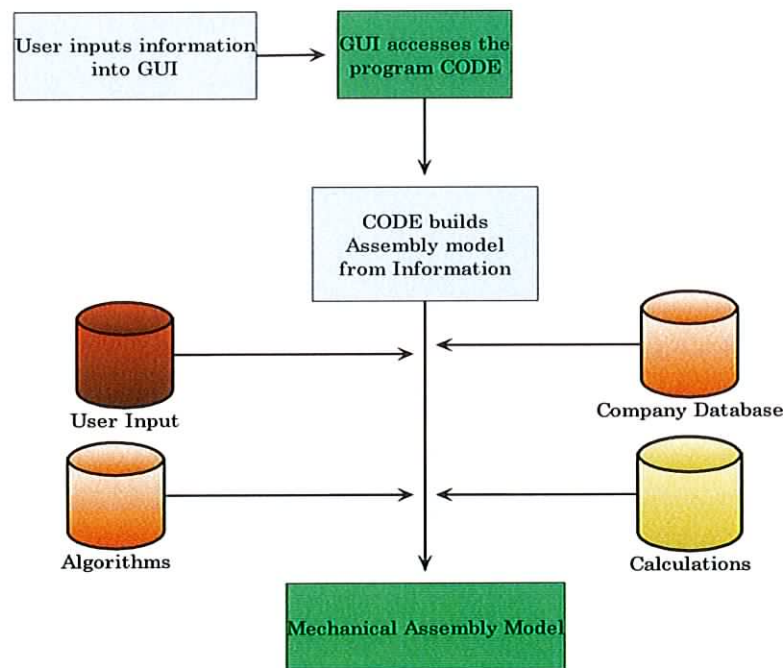 User inputs information
into GUI
GUI accesses the
program CODE
CODE builds
Assembly model
from Information
User Input
Company Database
Algorithms
Calculations
Mechanical Assembly Model